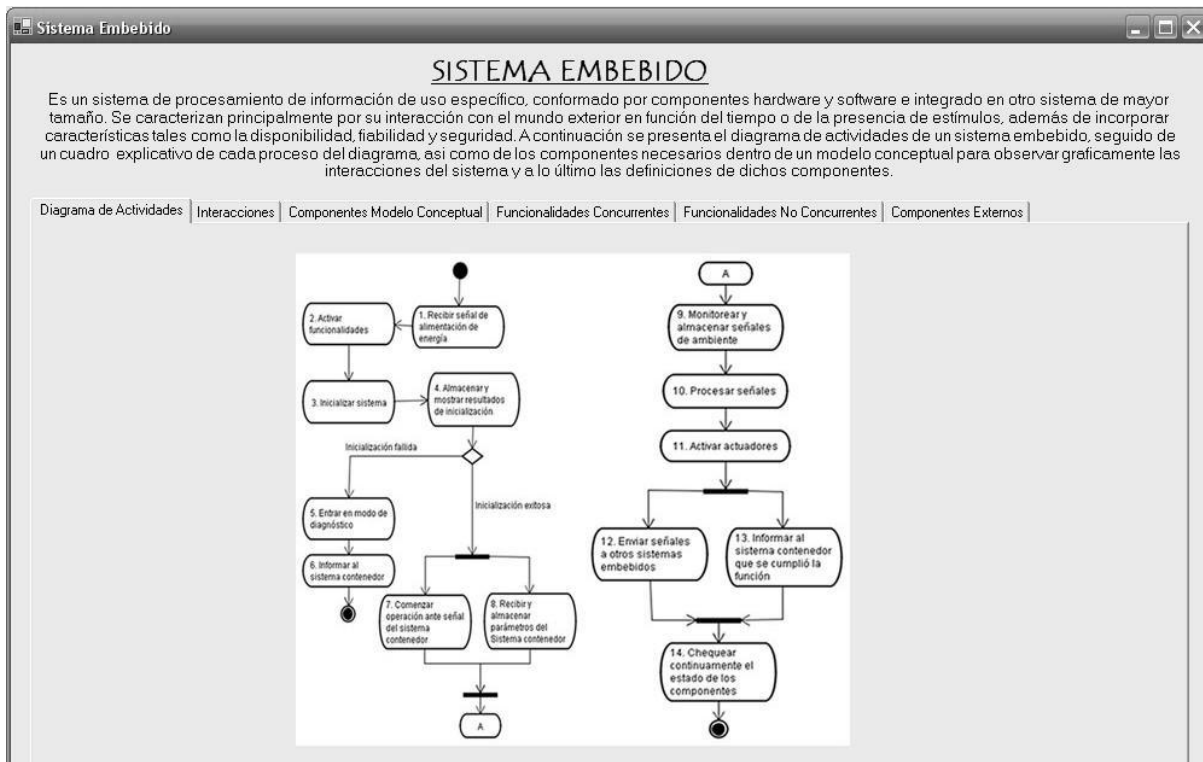 Sistema Embebido
SISTEMA EMBEBIDO
Es un sistema de procesamiento de información de uso específico, conformado por componentes hardware y software e integrado en otro sistema de mayor
tamaño. Se caracterizan principalmente por su interacción con el mundo exterior en función del tiempo o de la presencia de estímulos, además de incorporar
características tales como la disponibilidad, fiabilidad y seguridad. A continuación se presenta el diagrama de actividades de un sistema embebido, seguido de
un cuadro explicativo de cada proceso del diagrama, asi como de los componentes necesarios dentro de un modelo conceptual para observar graficamente las
interacciones del sistema y a lo último las definiciones de dichos componentes.
Diagrama de Actividades
Interacciones
Componentes Modelo Conceptual
Funcionalidades Concurrentes
Funcionalidades No Concurrentes
Componentes Externos
1. Recibir señal de
alimentación de
energía
2. Activar
funcionalidades
3. Inicializar sistema
4. Almacenar y
mostrar resultados
de inicialización
Inicialización fallida
Inicialización exitosa
5. Entrar en modo de
diagnóstico
6. Informar al
sistema contenedor
7. Comenzar
operación ante señal
del sistema
contenedor
8. Recibir y
almacenar
parámetros del
Sistema contenedor
A
A
9. Monitorear y
almacenar señales
de ambiente
10. Procesar señales
11. Activar actuadores
12. Enviar señales
a otros sistemas
embebidos
13. Informar al
sistema contenedor
que se cumplió la
función
14. Chequear
continuamente el
estado de los
componentes